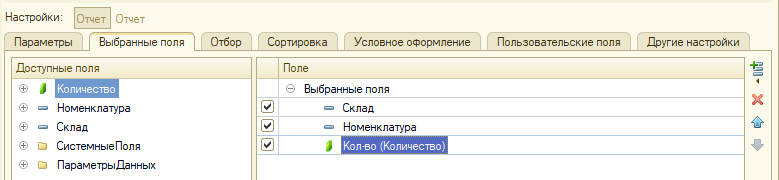 Настройки: Отчет Отчет
Параметры Выбранные поля Отбор Сортировка Условное оформление Пользовательские поля Другие настройки
Доступные поля Поле
Количество Выбранные поля
Номенклатура Склад
Склад Номенклатура
СистемныеПоля Кол-во (Количество)
ПараметрыДанных